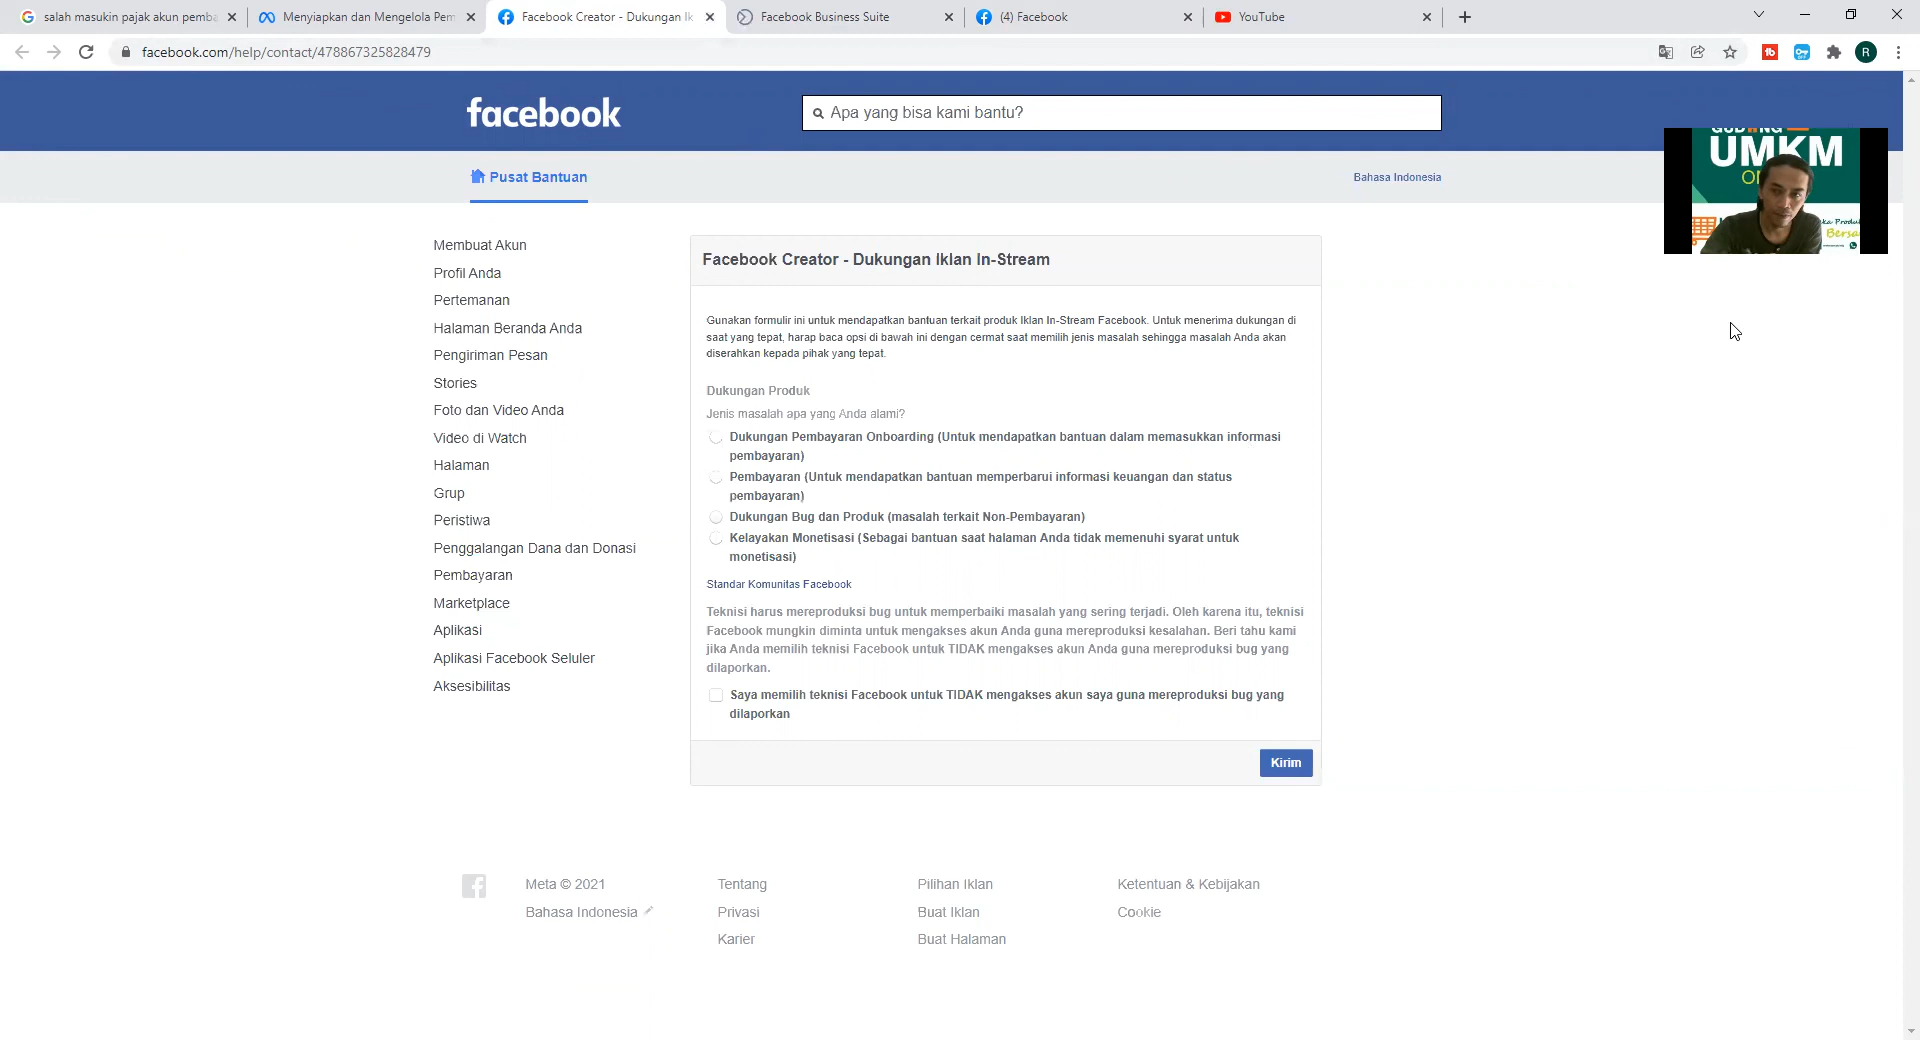 salah masukin pajak akun pemba
Menyiapkan dan Mengelola Pem
Facebook Creator - Dukungan Ik
Facebook Business Suite
(4) Facebook
YouTube
facebook.com/help/contact/478867325828479
R
facebook
Apa yang bisa kami bantu?
Pusat Bantuan
Bahasa Indonesia
UMKM
Membuat Akun
Profil Anda
Pertemanan
Halaman Beranda Anda
Pengiriman Pesan
Stories
Foto dan Video Anda
Video di Watch
Halaman
Grup
Peristiwa
Penggalangan Dana dan Donasi
Pembayaran
Marketplace
Aplikasi
Aplikasi Facebook Seluler
Aksesibilitas
Facebook Creator - Dukungan Iklan In-Stream
Gunakan formulir ini untuk mendapatkan bantuan terkait produk Iklan In-Stream Facebook. Untuk menerima dukungan di
saat yang tepat, harap baca opsi di bawah ini dengan cermat saat memilih jenis masalah sehingga masalah Anda akan
diserahkan kepada pihak yang tepat.
Dukungan Produk
Jenis masalah apa yang Anda alami?
Dukungan Pembayaran Onboarding (Untuk mendapatkan bantuan dalam memasukkan informasi
pembayaran)
Pembayaran (Untuk mendapatkan bantuan memperbarui informasi keuangan dan status
pembayaran)
Dukungan Bug dan Produk (masalah terkait Non-Pembayaran)
Kelayakan Monetisasi (Sebagai bantuan saat halaman Anda tidak memenuhi syarat untuk
monetisasi)
Standar Komunitas Facebook
Teknisi harus mereproduksi bug untuk memperbaiki masalah yang sering terjadi. Oleh karena itu, teknisi
Facebook mungkin diminta untuk mengakses akun Anda guna mereproduksi kesalahan. Beri tahu kami
jika Anda memilih teknisi Facebook untuk TIDAK mengakses akun Anda guna mereproduksi bug yang
dilaporkan.
Saya memilih teknisi Facebook untuk TIDAK mengakses akun saya guna mereproduksi bug yang
dilaporkan
Kirim
Meta © 2021
Bahasa Indonesia
Tentang
Privasi
Karier
Pilihan Iklan
Buat Iklan
Buat Halaman
Ketentuan & Kebijakan
Cookie